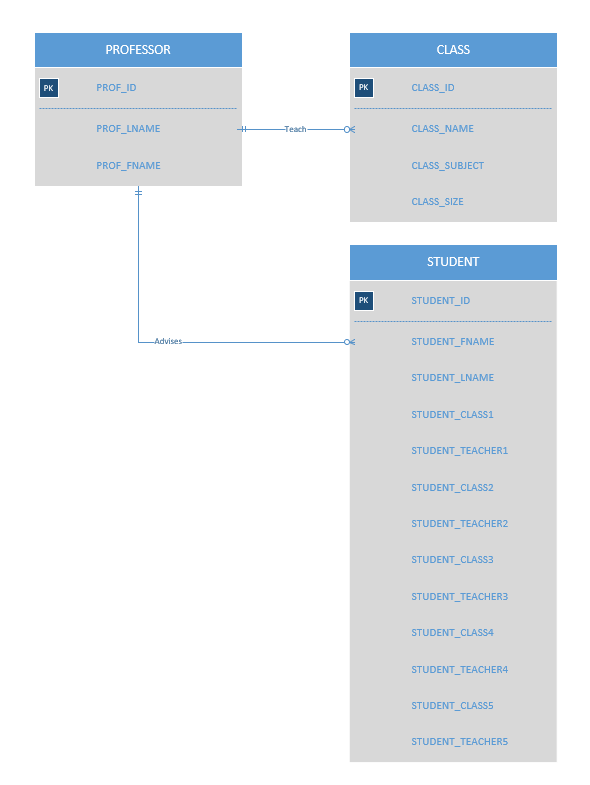 PROFESSOR
PK
PROF_ID
PROF_LNAME
PROF_FNAME
Teach
CLASS
PK
CLASS_ID
CLASS_NAME
CLASS_SUBJECT
CLASS_SIZE
Advises
STUDENT
PK
STUDENT_ID
STUDENT_FNAME
STUDENT_LNAME
STUDENT_CLASS1
STUDENT_TEACHER1
STUDENT_CLASS2
STUDENT_TEACHER2
STUDENT_CLASS3
STUDENT_TEACHER3
STUDENT_CLASS4
STUDENT_TEACHER4
STUDENT_CLASS5
STUDENT_TEACHER5